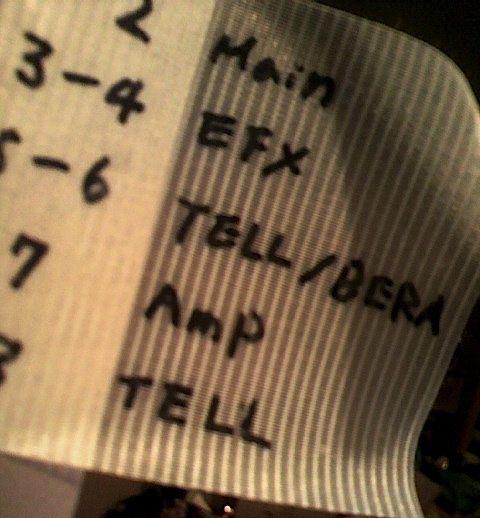 2 Main
3-4 EFX
5-6 TELL/BERA
7 Amp
TELL